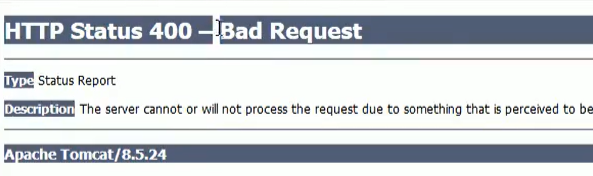 HTTP Status 400 – Bad Request
Type Status Report
Description The server cannot or will not process the request due to something that is perceived to be
Apache Tomcat/8.5.24